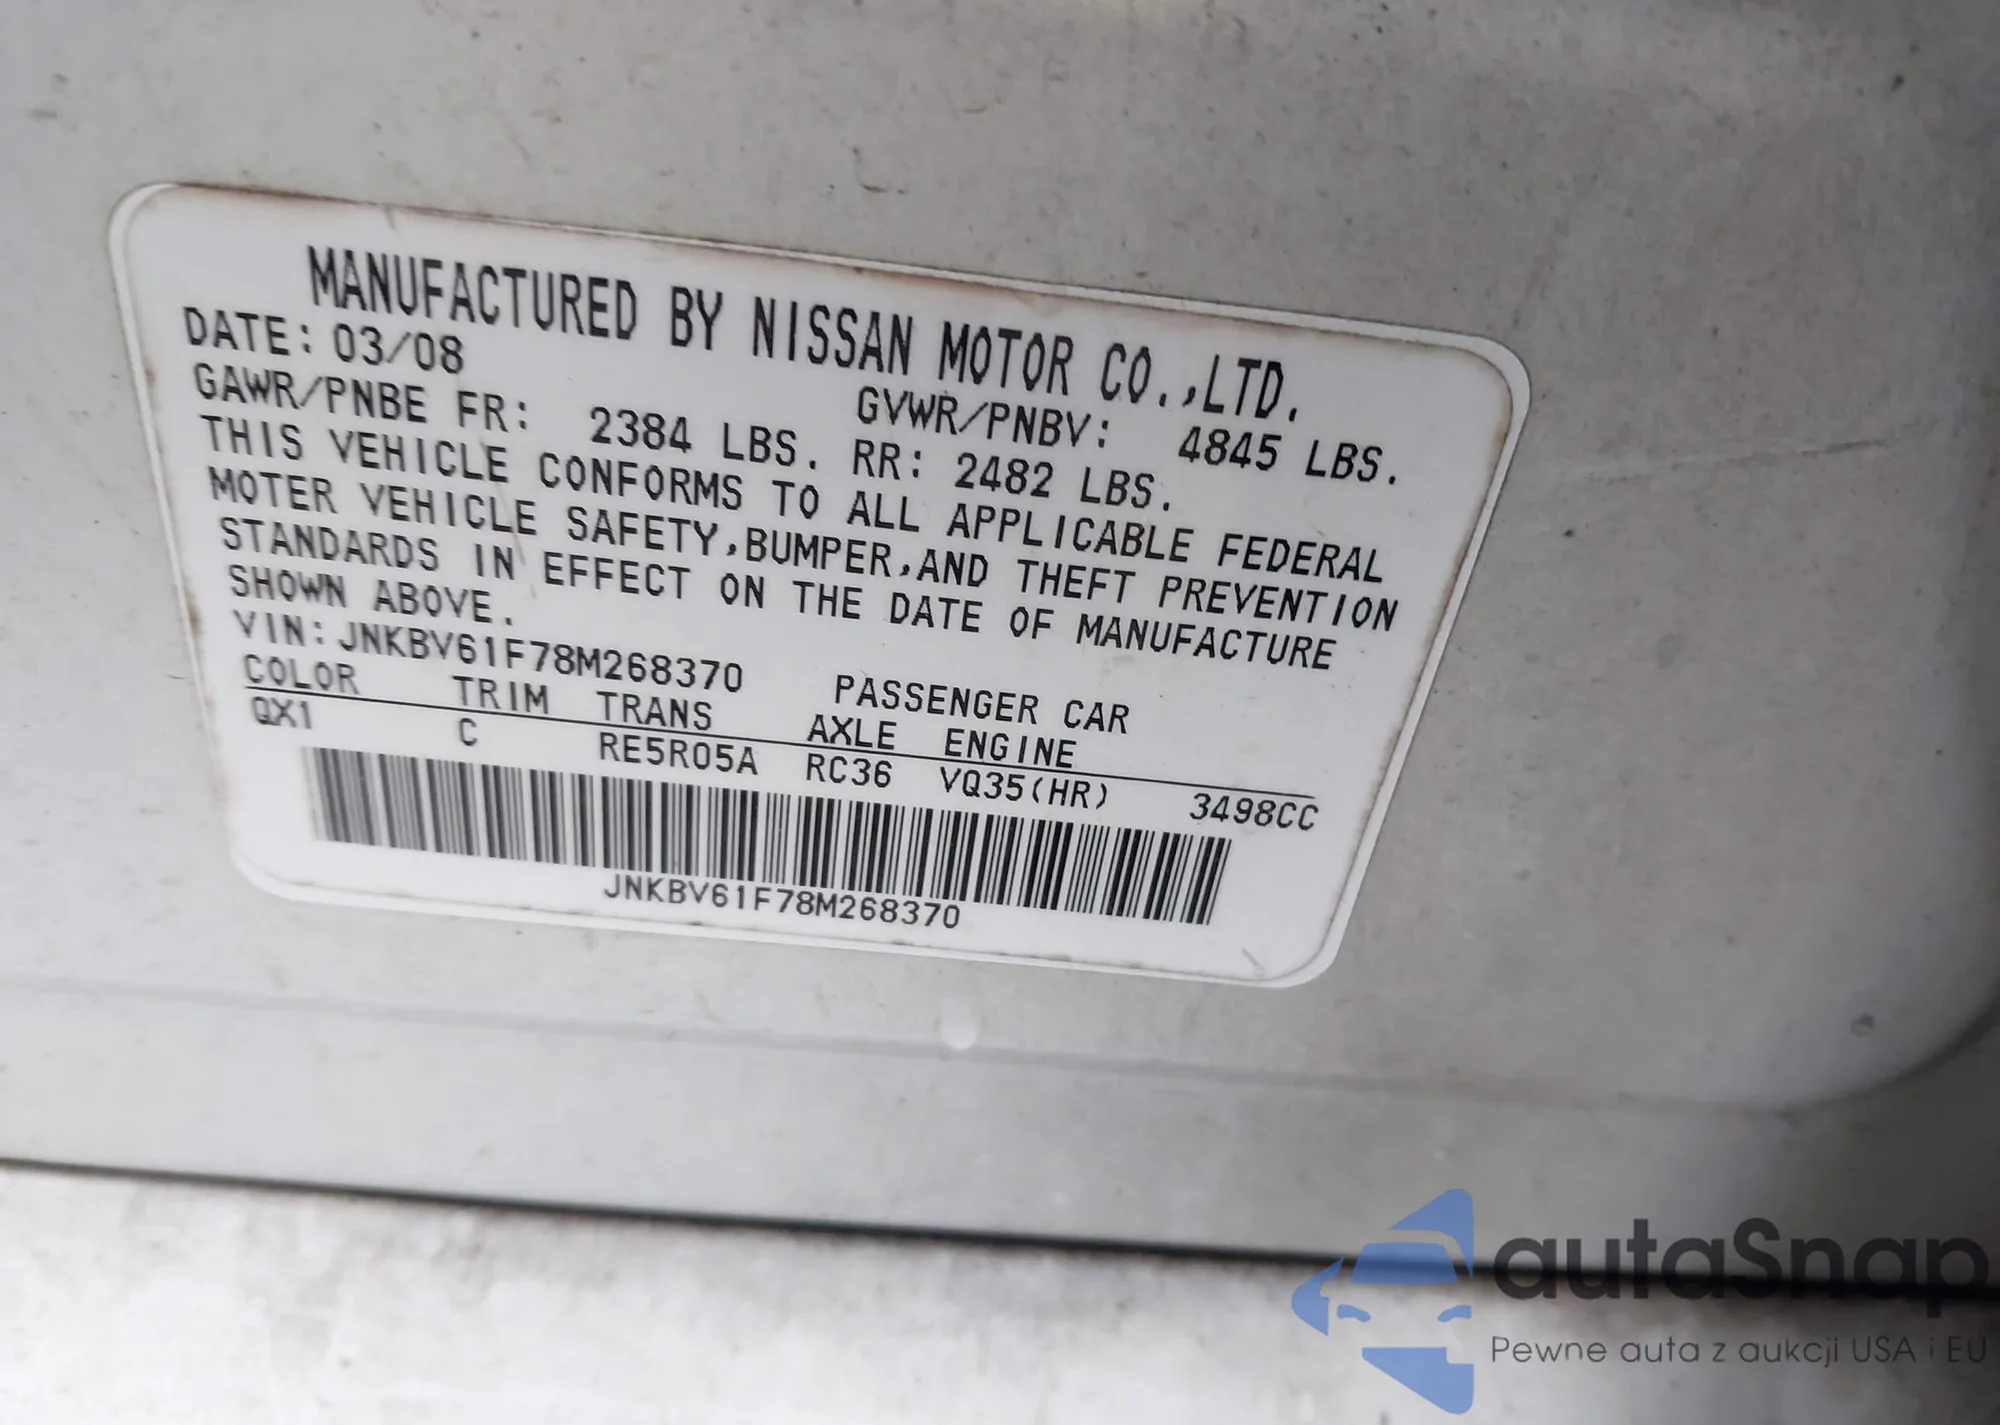 MANUFACTURED BY NISSAN MOTOR CO.,LTD.
DATE: 03/08
GVWR/PNBV: 4845 LBS.
GAWR/PNBE FR: 2384 LBS. RR: 2482 LBS.
THIS VEHICLE CONFORMS TO ALL APPLICABLE FEDERAL
MOTER VEHICLE SAFETY,BUMPER,AND THEFT PREVENTION
STANDARDS IN EFFECT ON THE DATE OF MANUFACTURE
SHOWN ABOVE.
VIN:JNKBV61F78M268370 PASSENGER CAR
COLOR TRIM TRANS AXLE ENGINE
QX1 C RE5R05A RC36 VQ35(HR) 3498CC
JNKBV61F78M268370
autaSnap
Pewne auta z aukcji USA i EU